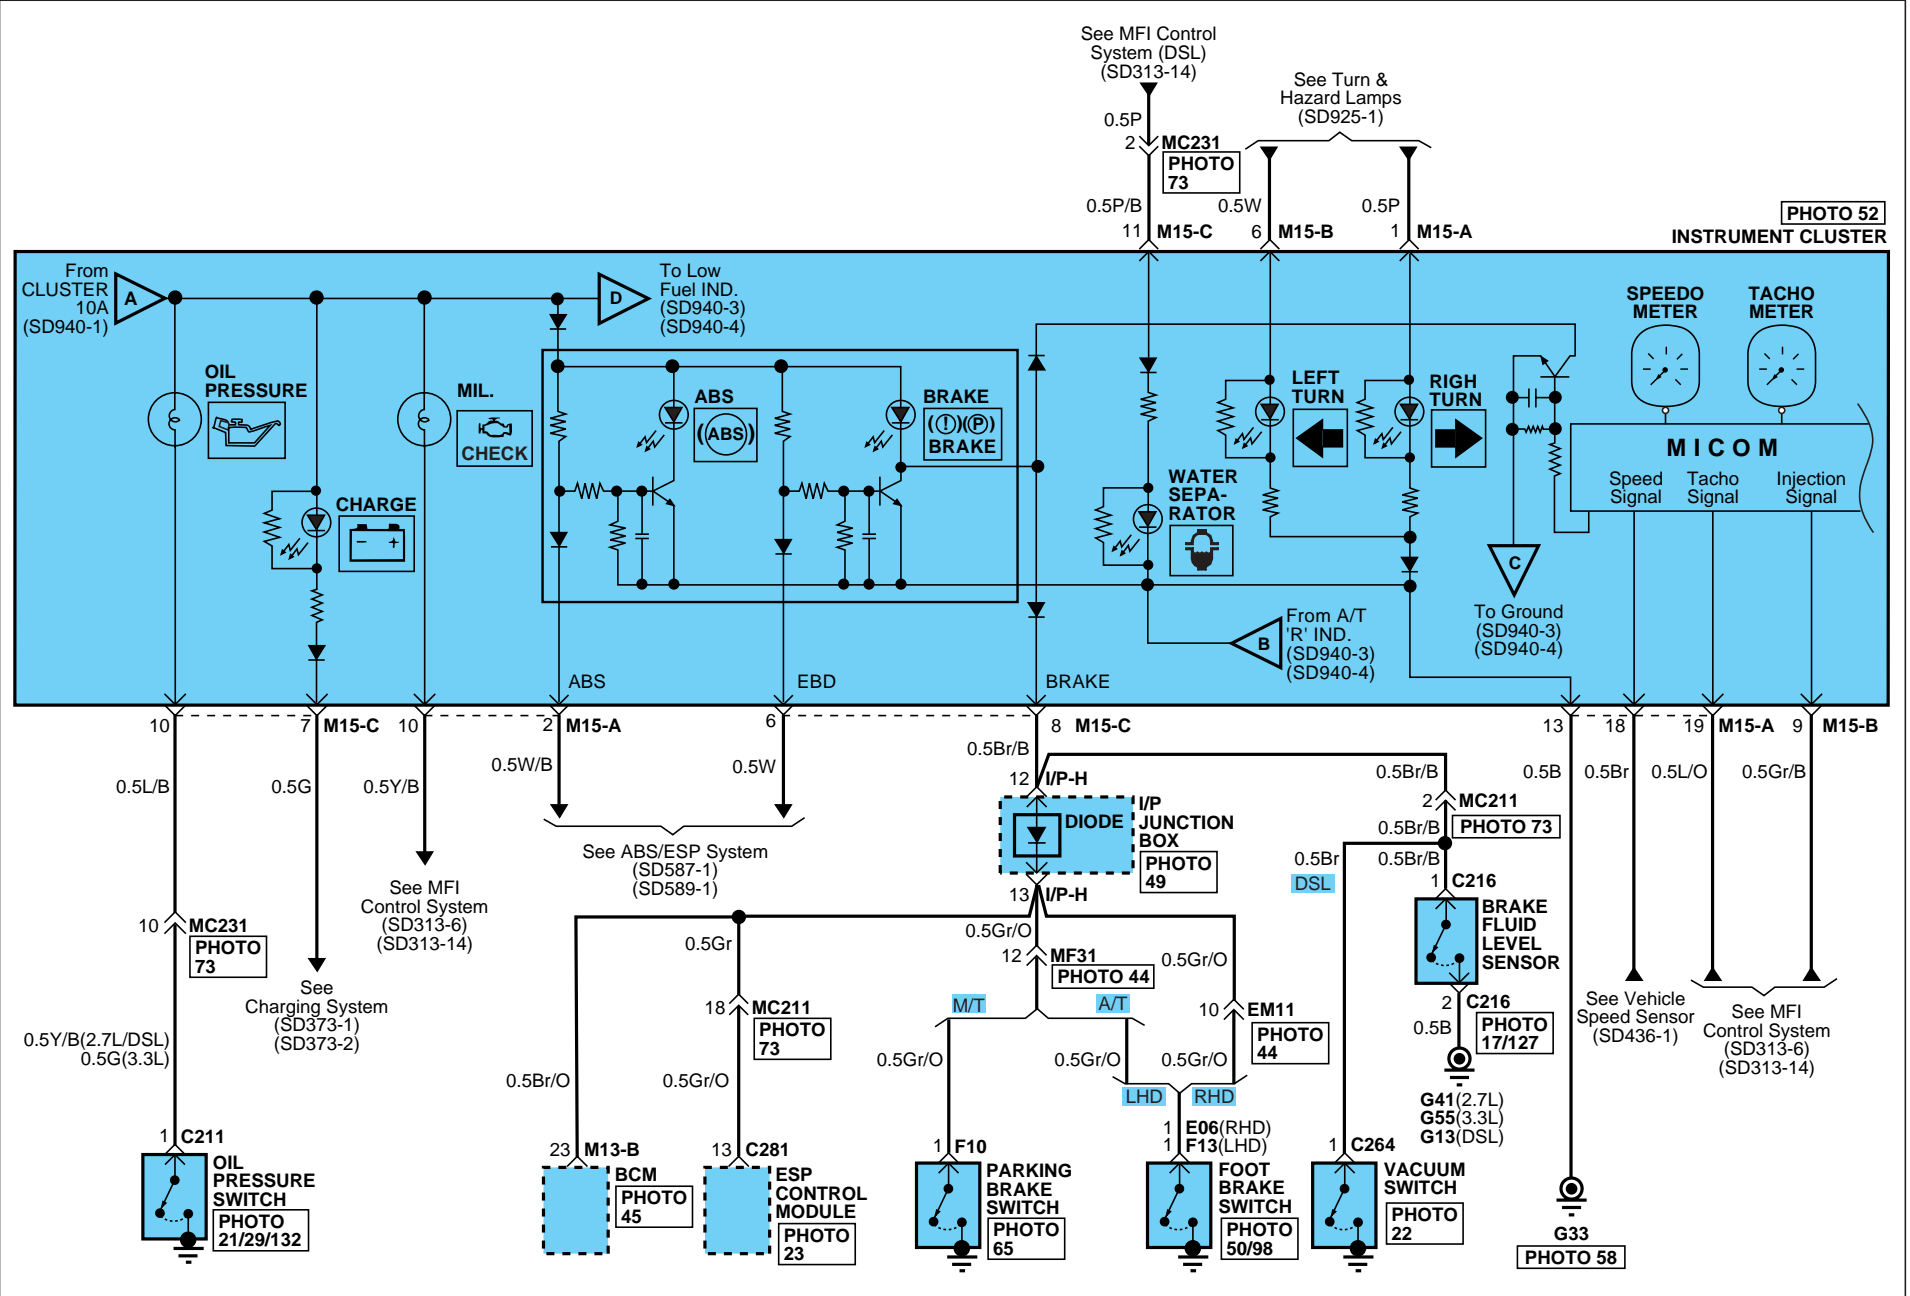 See MFI Control
System (DSL)
(SD313-14)
See Turn &
Hazard Lamps
(SD925-1)
0.5P
2 MC231
PHOTO
73
0.5P/B
0.5W
0.5P
11 M15-C
6 M15-B
1 M15-A
PHOTO 52
INSTRUMENT CLUSTER
From
CLUSTER
10A
(SD940-1)
A
D
To Low
Fuel IND.
(SD940-3)
(SD940-4)
SPEEDO
METER
TACHO
METER
OIL
PRESSURE
MIL.
CHECK
ABS
(ABS)
BRAKE
(!)(P)
BRAKE
LEFT
TURN
RIGH
TURN
MICOM
Speed
Signal
Tacho
Signal
Injection
Signal
CHARGE
- +
WATER
SEPA-
RATOR
C
To Ground
(SD940-3)
(SD940-4)
B
From A/T
'R' IND.
(SD940-3)
(SD940-4)
ABS
EBD
BRAKE
10
7 M15-C
10
2 M15-A
6
8 M15-C
13
18
19 M15-A
9 M15-B
0.5L/B
0.5G
0.5Y/B
0.5W/B
0.5W
0.5Br/B
0.5Br/B
0.5B
0.5Br
0.5L/O
0.5Gr/B
12 I/P-H
DIODE
I/P
JUNCTION
BOX
PHOTO
49
13 I/P-H
2 MC211
PHOTO 73
0.5Br/B
0.5Br
DSL
0.5Br/B
1 C216
BRAKE
FLUID
LEVEL
SENSOR
2 C216
PHOTO
17/127
0.5B
G41(2.7L)
G55(3.3L)
G13(DSL)
See ABS/ESP System
(SD587-1)
(SD589-1)
See MFI
Control System
(SD313-6)
(SD313-14)
10 MC231
PHOTO
73
See
Charging System
(SD373-1)
(SD373-2)
0.5Y/B(2.7L/DSL)
0.5G(3.3L)
0.5Gr
18 MC211
PHOTO
73
0.5Br/O
0.5Gr/O
0.5Gr/O
12 MF31
PHOTO 44
0.5Gr/O
M/T
A/T
10 EM11
PHOTO
44
0.5Gr/O
0.5Gr/O
0.5Gr/O
LHD
RHD
See Vehicle
Speed Sensor
(SD436-1)
See MFI
Control System
(SD313-6)
(SD313-14)
1 C211
OIL
PRESSURE
SWITCH
PHOTO
21/29/132
23 M13-B
BCM
PHOTO
45
13 C281
ESP
CONTROL
MODULE
PHOTO
23
1 F10
PARKING
BRAKE
SWITCH
PHOTO
65
1 E06(RHD)
1 F13(LHD)
FOOT
BRAKE
SWITCH
PHOTO
50/98
1 C264
VACUUM
SWITCH
PHOTO
22
G33
PHOTO 58